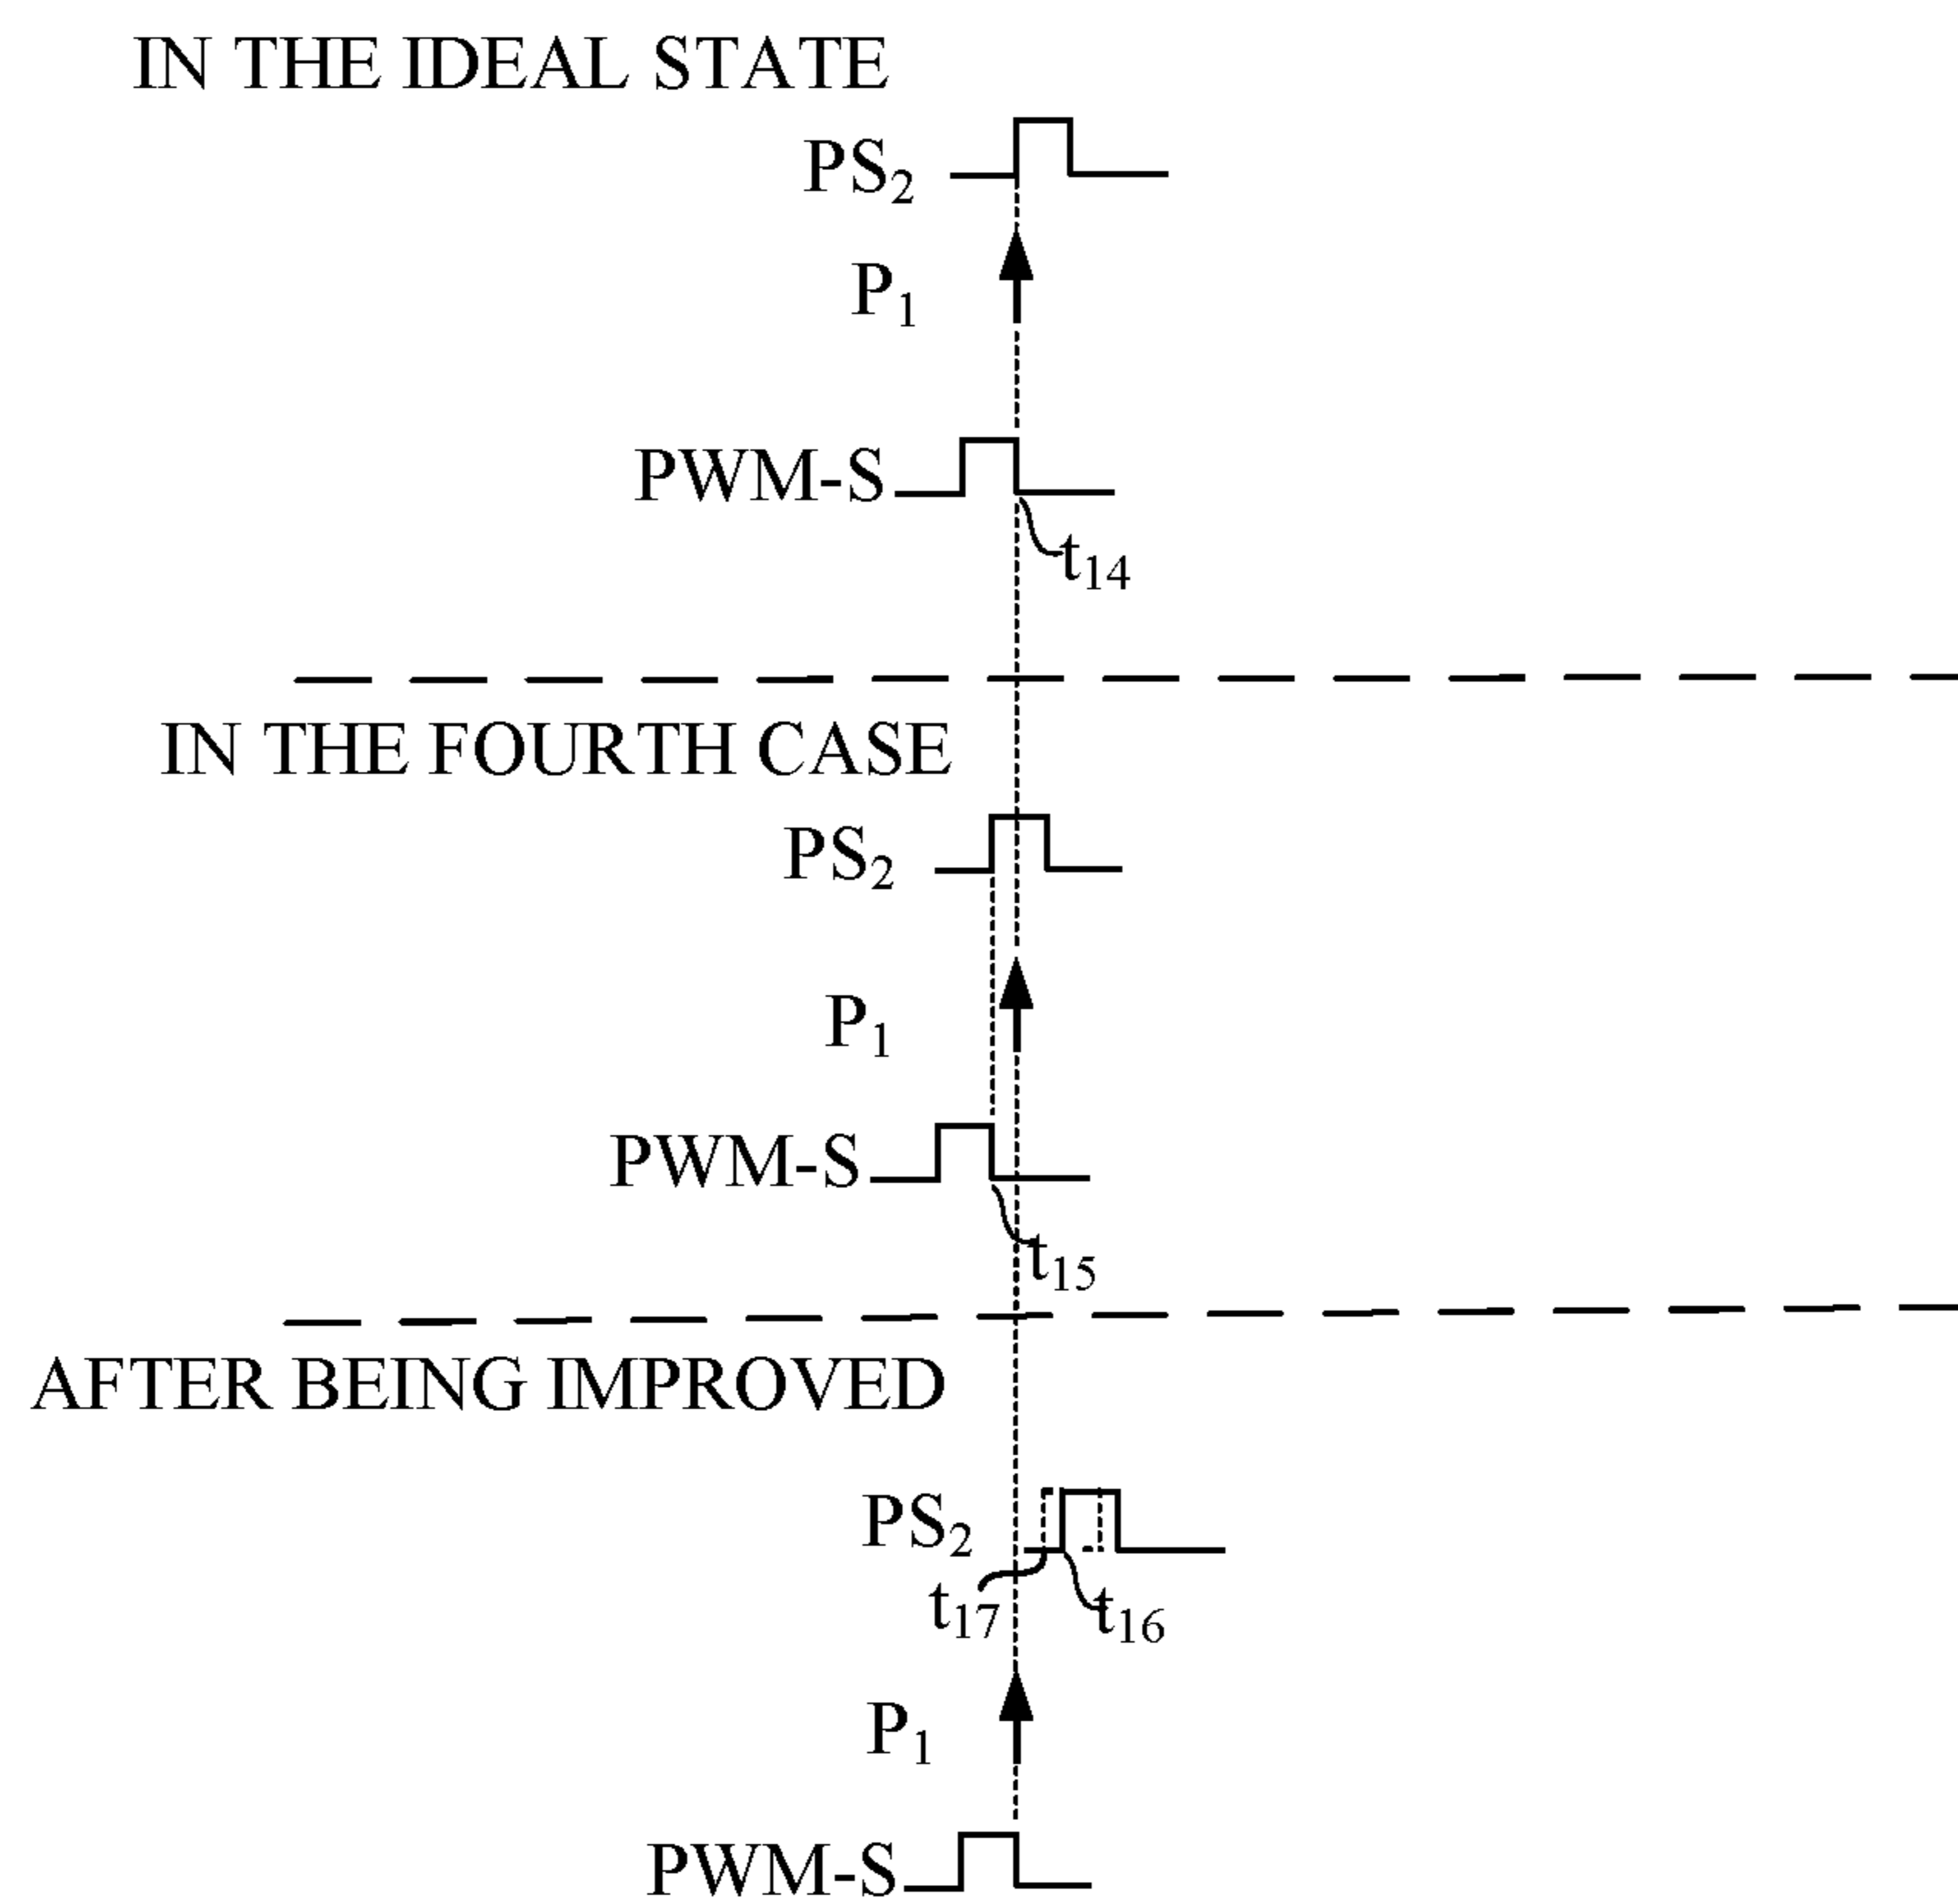 IN THE IDEAL STATE
PS₂
P₁
PWM-S
t₁₄
IN THE FOURTH CASE
PS₂
P₁
PWM-S
t₁₅
AFTER BEING IMPROVED
PS₂
t₁₇
t₁₆
P₁
PWM-S